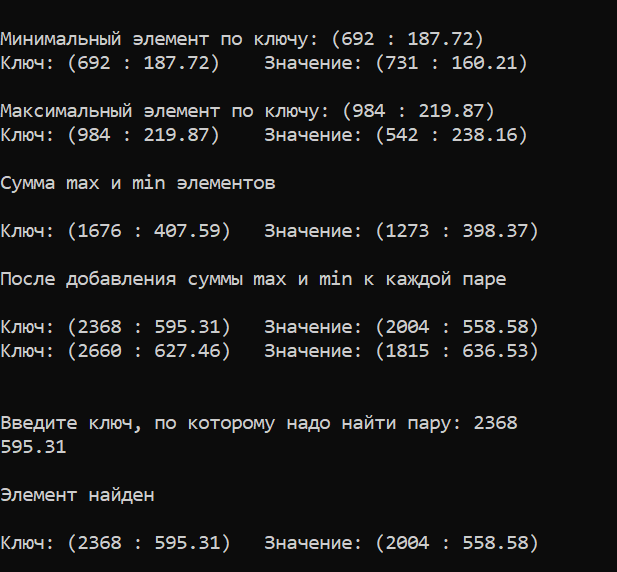 Минимальный элемент по ключу: (692 : 187.72)
Ключ: (692 : 187.72)    Значение: (731 : 160.21)
Максимальный элемент по ключу: (984 : 219.87)
Ключ: (984 : 219.87)    Значение: (542 : 238.16)
Сумма max и min элементов
Ключ: (1676 : 407.59)   Значение: (1273 : 398.37)
После добавления суммы max и min к каждой паре
Ключ: (2368 : 595.31)   Значение: (2004 : 558.58)
Ключ: (2660 : 627.46)   Значение: (1815 : 636.53)
Введите ключ, по которому надо найти пару: 2368
595.31
Элемент найден
Ключ: (2368 : 595.31)   Значение: (2004 : 558.58)